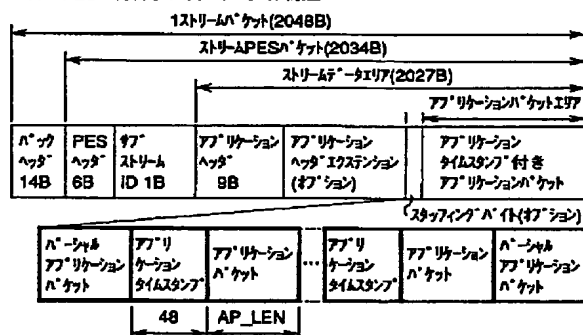 1ストリームパケット(2048B)
ストリームPESパケット(2034B)
ストリームデータエリア(2027B)
アプリケーションパケットエリア
パック
ヘッダ
14B
PES
ヘッダ
6B
サブ
ストリーム
ID 1B
アプリケーション
ヘッダ
9B
アプリケーション
ヘッダエクステンション
(オプション)
アプリケーション
タイムスタンプ付き
アプリケーションパケット
スタッフィングバイト(オプション)
パーシャル
アプリケーション
パケット
アプリ
ケーション
タイムスタンプ
アプリケーション
パケット
...
アプリ
ケーション
タイムスタンプ
アプリケーション
パケット
パーシャル
アプリケーション
パケット
48
AP_LEN